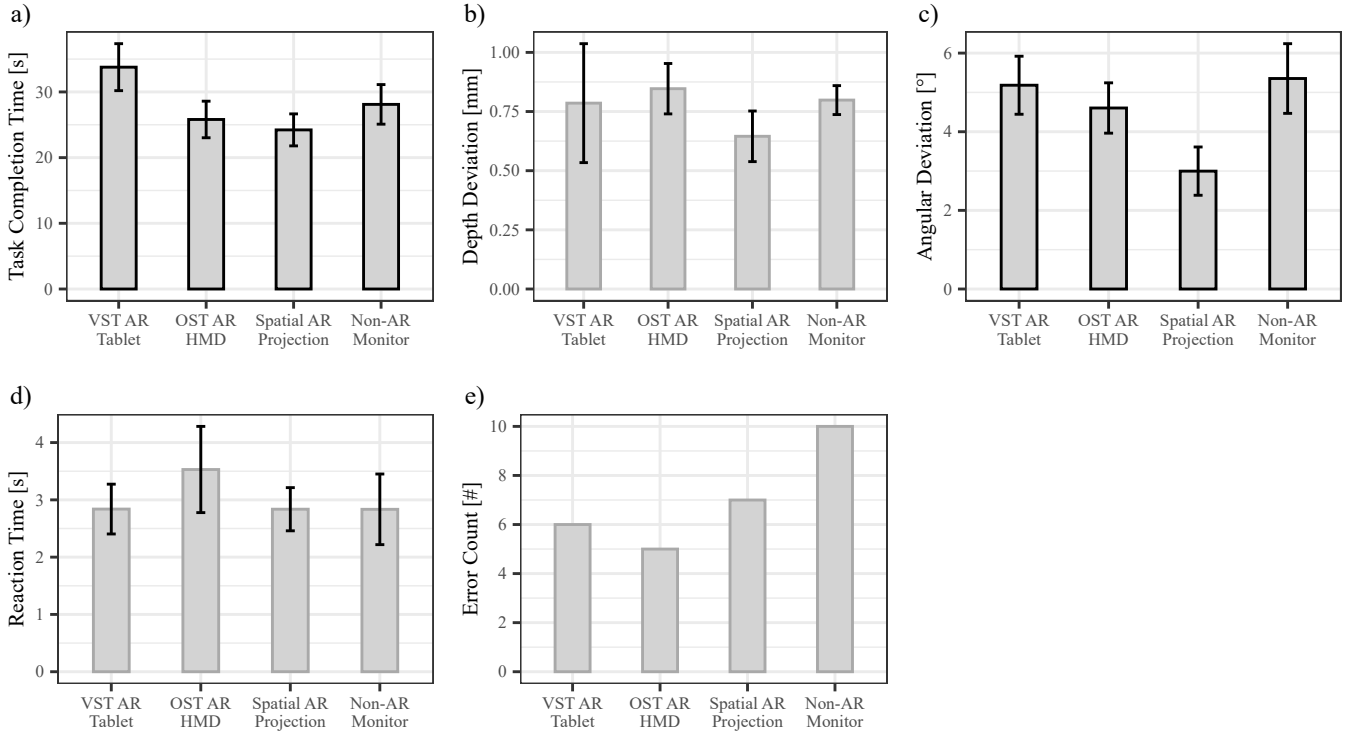 a)
Task Completion Time [s]
30
20
10
0
VST AR
Tablet
OST AR
HMD
Spatial AR
Projection
Non-AR
Monitor
b)
Depth Deviation [mm]
1.00
0.75
0.50
0.25
0.00
VST AR
Tablet
OST AR
HMD
Spatial AR
Projection
Non-AR
Monitor
c)
Angular Deviation [°]
6
4
2
0
VST AR
Tablet
OST AR
HMD
Spatial AR
Projection
Non-AR
Monitor
d)
Reaction Time [s]
4
3
2
1
0
VST AR
Tablet
OST AR
HMD
Spatial AR
Projection
Non-AR
Monitor
e)
Error Count [#]
10
8
6
4
2
0
VST AR
Tablet
OST AR
HMD
Spatial AR
Projection
Non-AR
Monitor